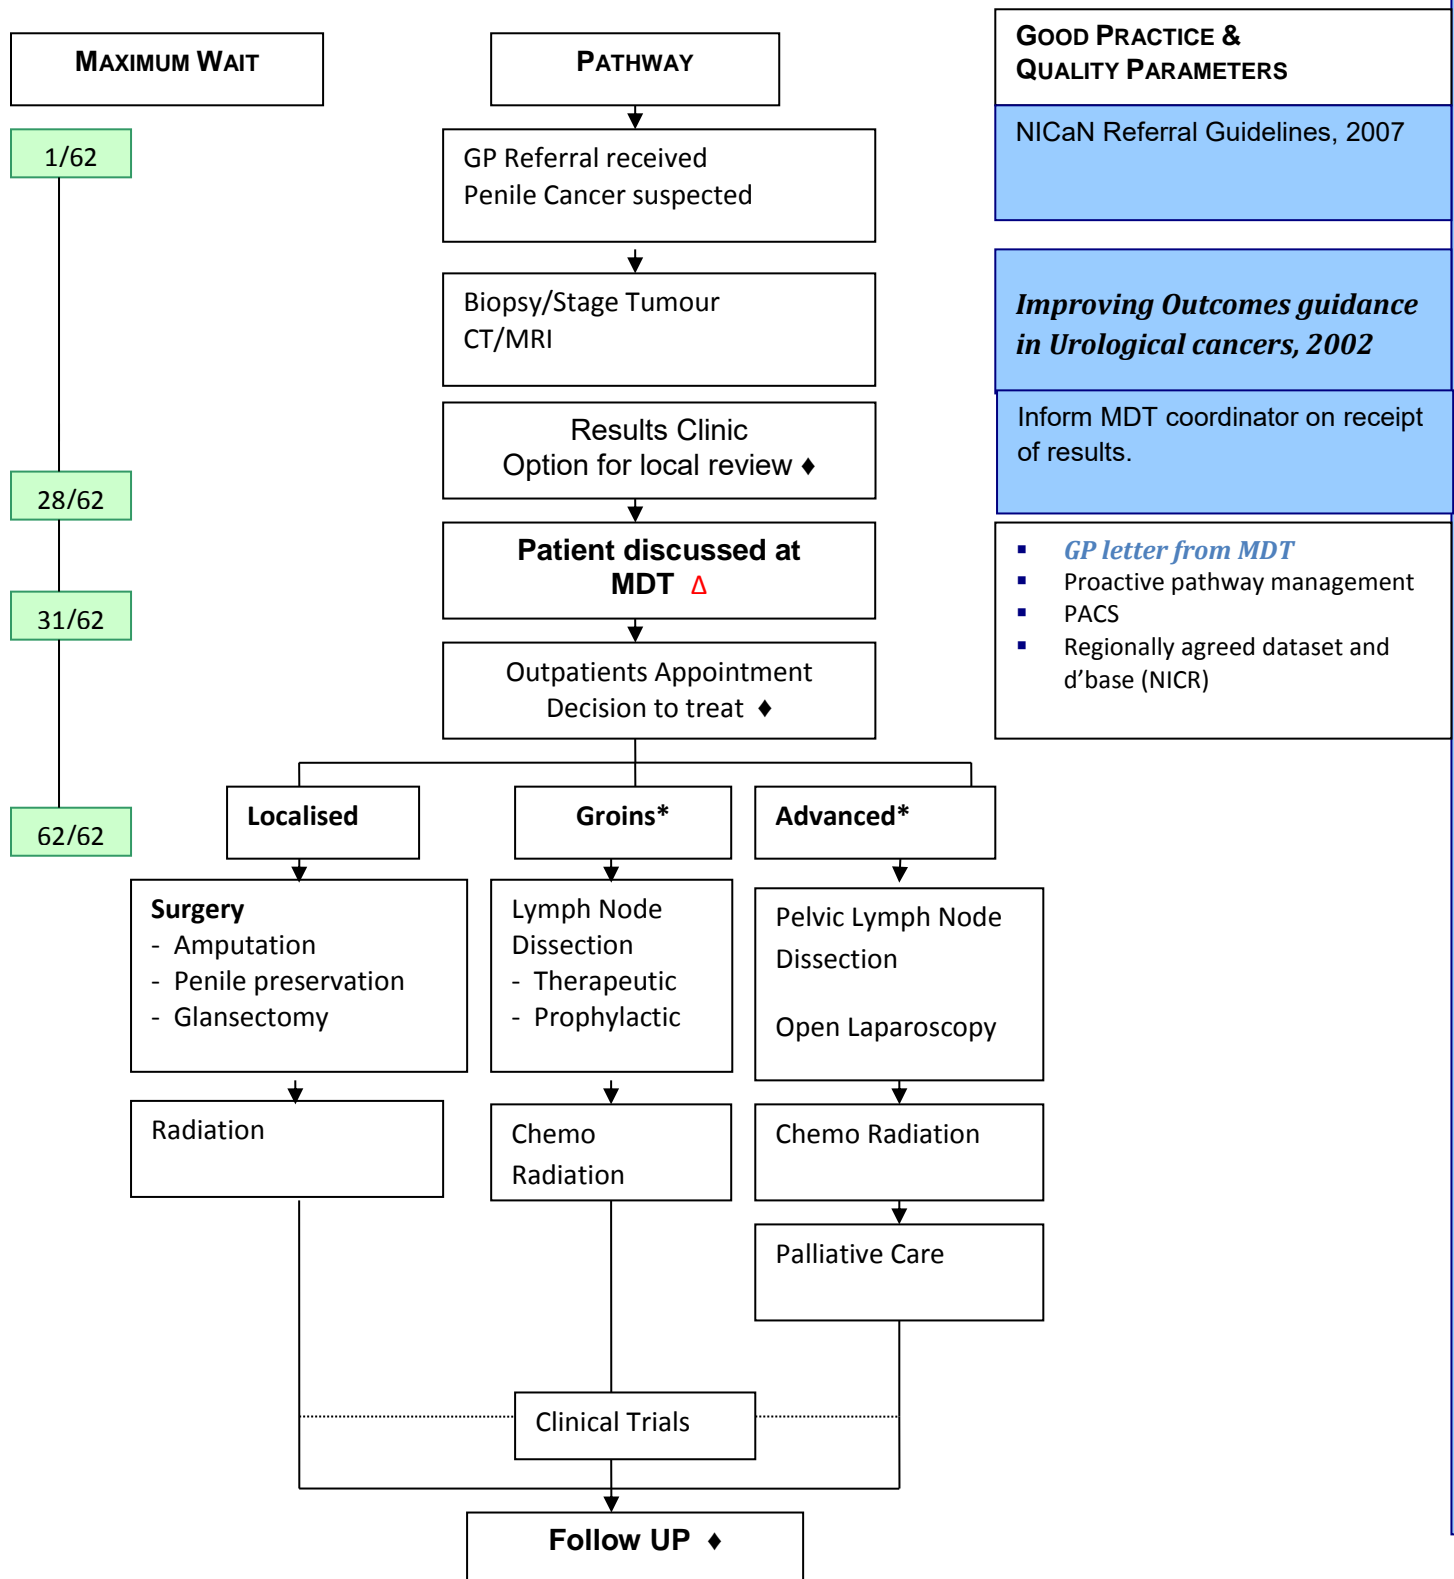 MAXIMUM WAIT
PATHWAY
GOOD PRACTICE &
QUALITY PARAMETERS
1/62
GP Referral received
Penile Cancer suspected
NICaN Referral Guidelines, 2007
Biopsy/Stage Tumour
CT/MRI
Improving Outcomes guidance
in Urological cancers, 2002
Results Clinic
Option for local review ♦
Inform MDT coordinator on receipt
of results.
28/62
Patient discussed at
MDT Δ
▪ GP letter from MDT
▪ Proactive pathway management
▪ PACS
▪ Regionally agreed dataset and
d'base (NICR)
31/62
Outpatients Appointment
Decision to treat ♦
62/62
Localised
Groins*
Advanced*
Surgery
- Amputation
- Penile preservation
- Glansectomy
Lymph Node
Dissection
- Therapeutic
- Prophylactic
Pelvic Lymph Node
Dissection
Open Laparoscopy
Radiation
Chemo
Radiation
Chemo Radiation
Palliative Care
Clinical Trials
Follow UP ♦